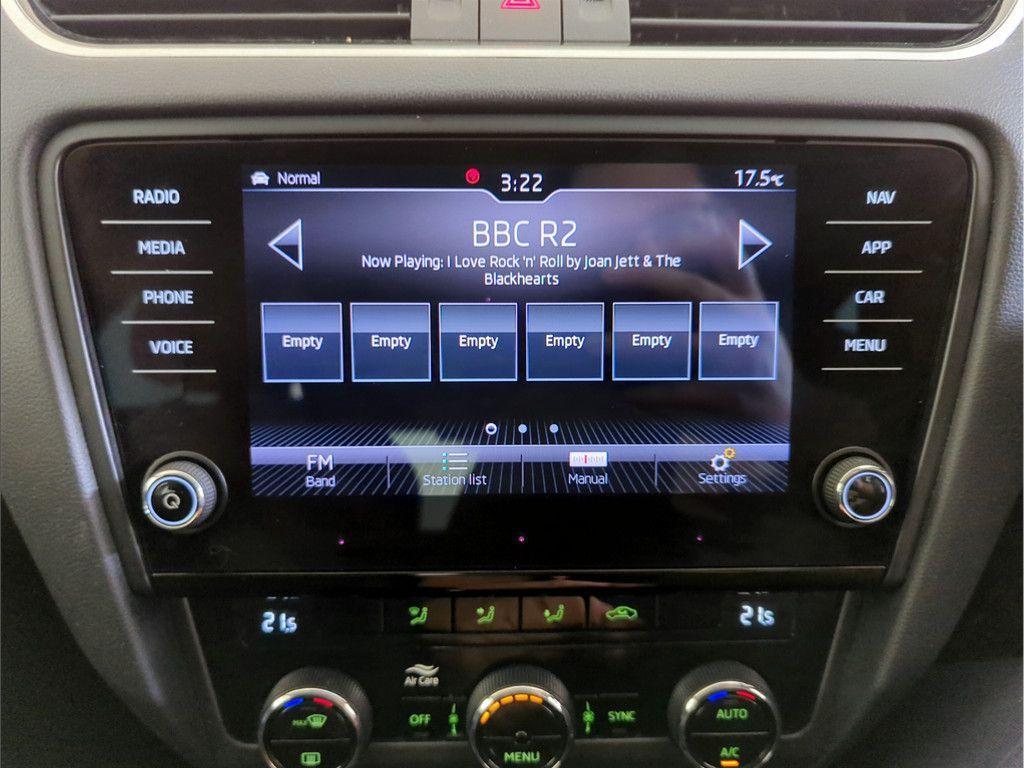 Normal
3:22
17.5°C
RADIO
NAV
BBC R2
MEDIA
APP
Now Playing: I Love Rock 'n' Roll by Joan Jett & The
Blackhearts
PHONE
CAR
VOICE
MENU
Empty Empty Empty Empty Empty Empty
FM
Band
Station list
Manual
Settings
21.5
21.5
Air Care
MAX
OFF
SYNC
AUTO
MENU
A/C